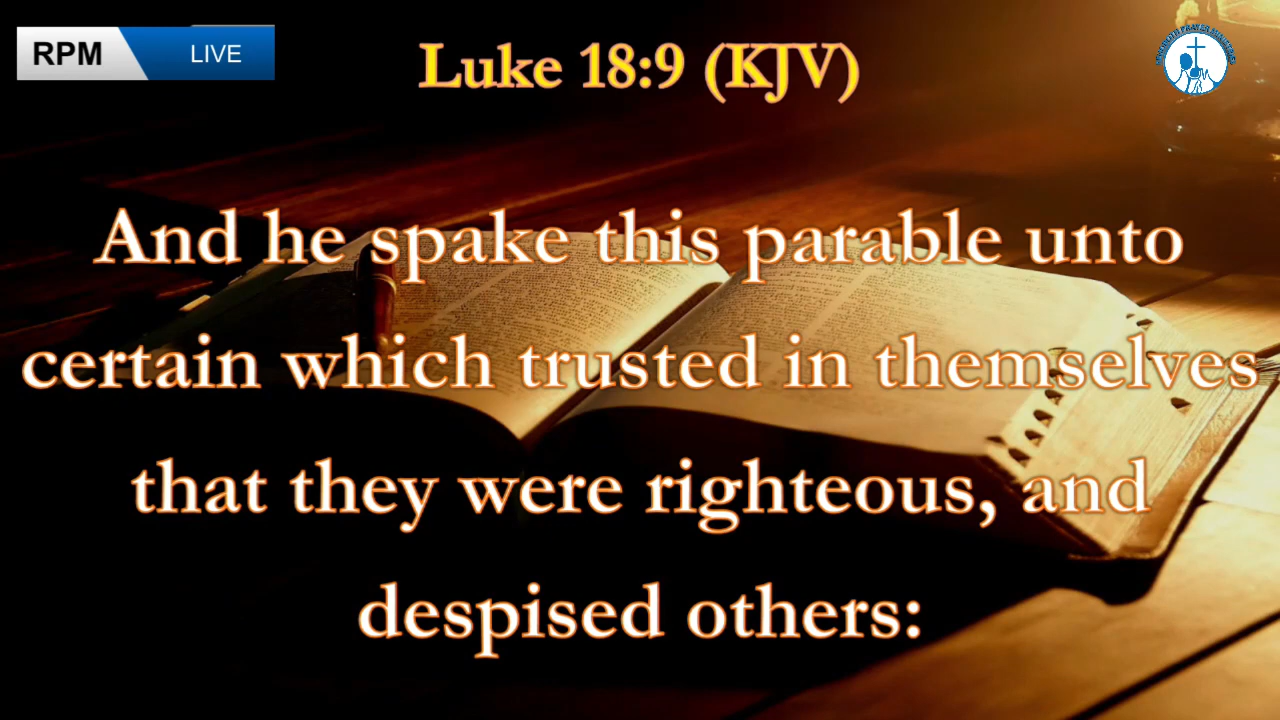 RPM LIVE
Luke 18:9 (KJV)
And he spake this parable unto
certain which trusted in themselves
that they were righteous, and
despised others: